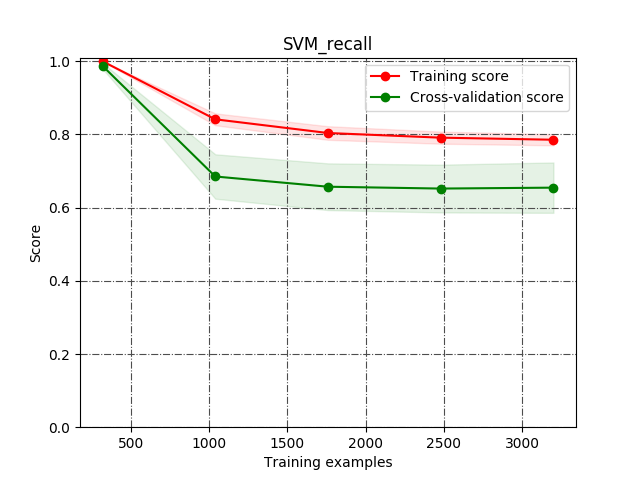 SVM_recall
1.0
0.8
0.6
0.4
0.2
0.0
Score
Training score
Cross-validation score
500 1000 1500 2000 2500 3000
Training examples